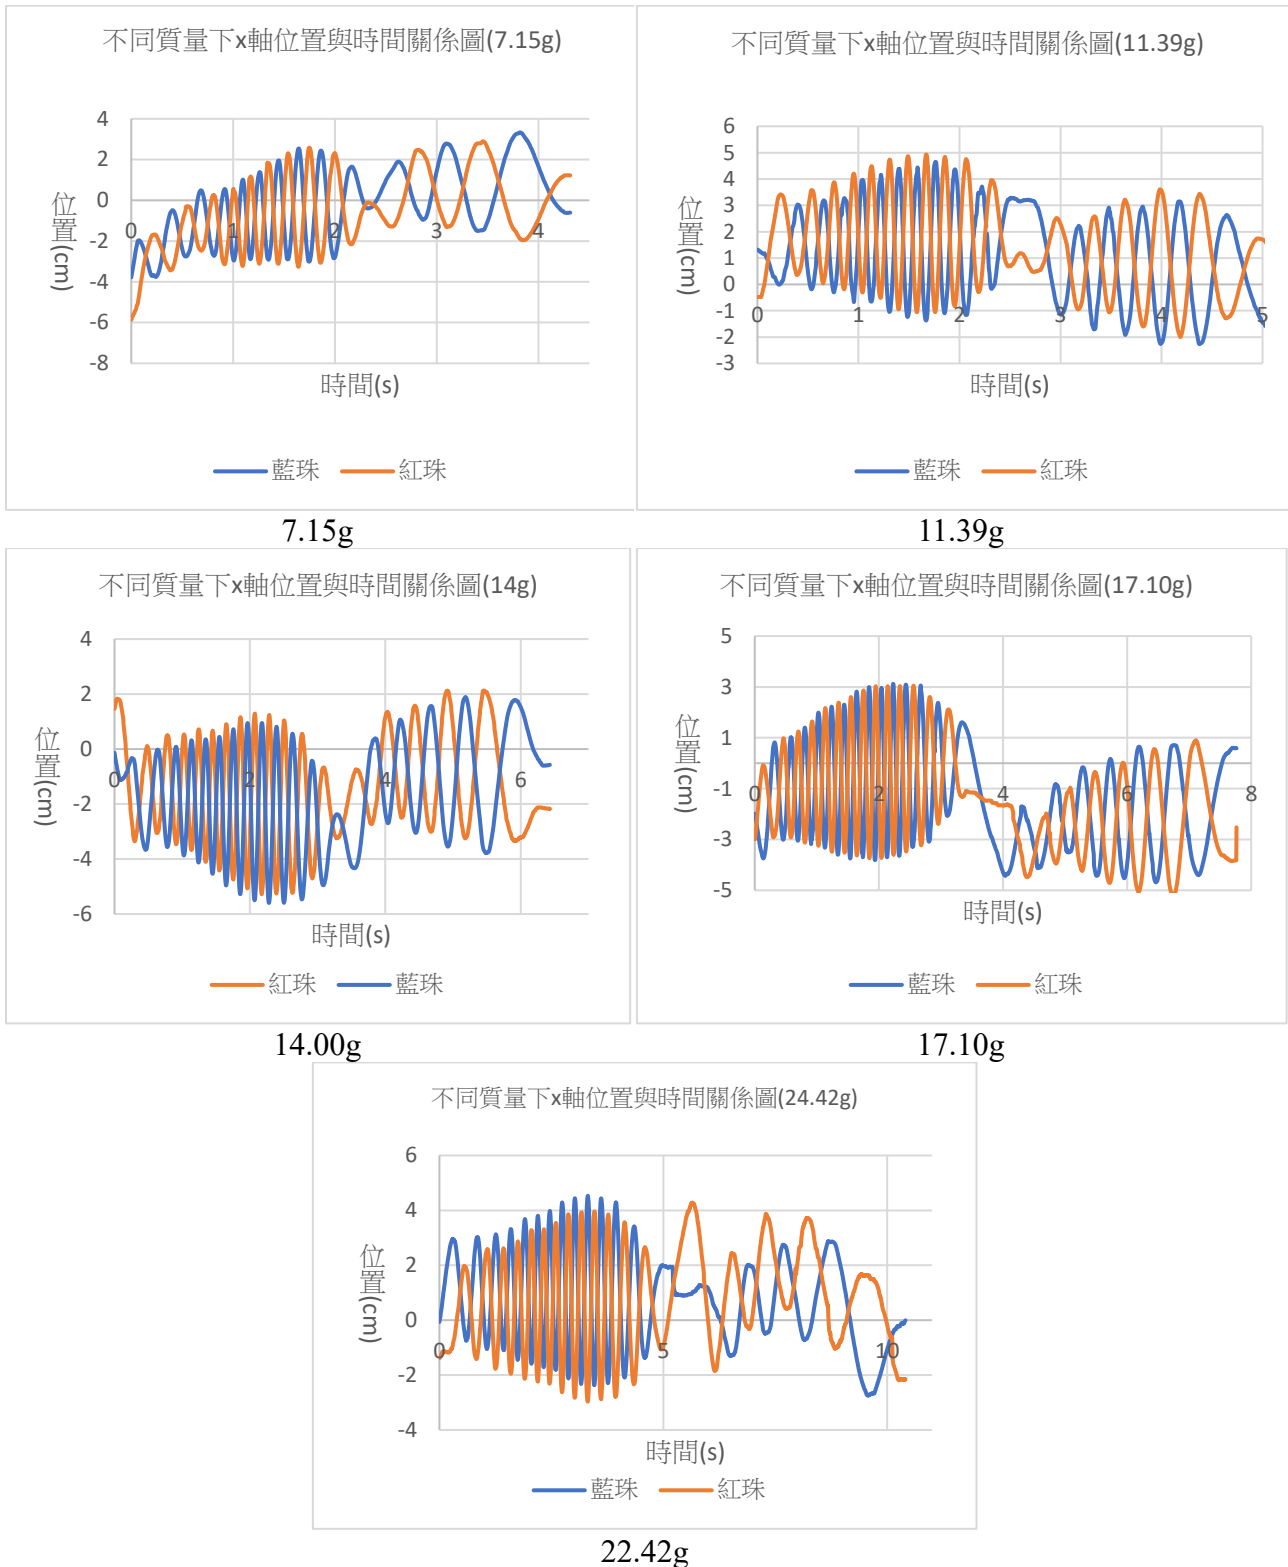 不同質量下x軸位置與時間關係圖(7.15g)
4
2
0
-2
-4
-6
-8
0
1
2
3
4
位置(cm)
時間(s)
藍珠 紅珠
7.15g
不同質量下x軸位置與時間關係圖(11.39g)
6
5
4
3
2
1
0
-1
-2
-3
0
1
2
3
4
5
位置(cm)
時間(s)
藍珠 紅珠
11.39g
不同質量下x軸位置與時間關係圖(14g)
4
2
0
-2
-4
-6
0
2
4
6
位置(cm)
時間(s)
紅珠 藍珠
14.00g
不同質量下x軸位置與時間關係圖(17.10g)
5
3
1
-1
-3
-5
0
2
4
6
8
位置(cm)
時間(s)
藍珠 紅珠
17.10g
不同質量下x軸位置與時間關係圖(24.42g)
6
4
2
0
-2
-4
0
5
10
位置(cm)
時間(s)
藍珠 紅珠
22.42g